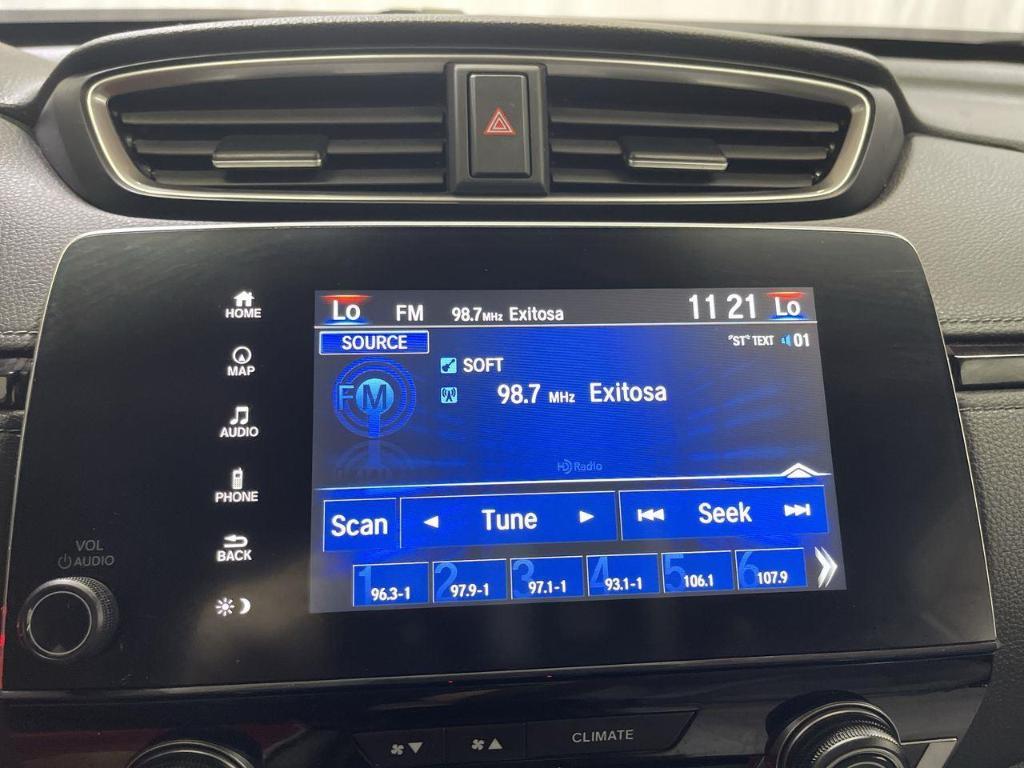 Lo FM 98.7MHz Exitosa 11 21 Lo
SOURCE
"ST" TEXT 01
FM
SOFT
98.7 MHz Exitosa
HD Radio
Scan
Tune
Seek
1 96.3-1
2 97.9-1
3 97.1-1
4 93.1-1
5 106.1
6 107.9
HOME
MAP
AUDIO
PHONE
BACK
VOL
AUDIO
CLIMATE